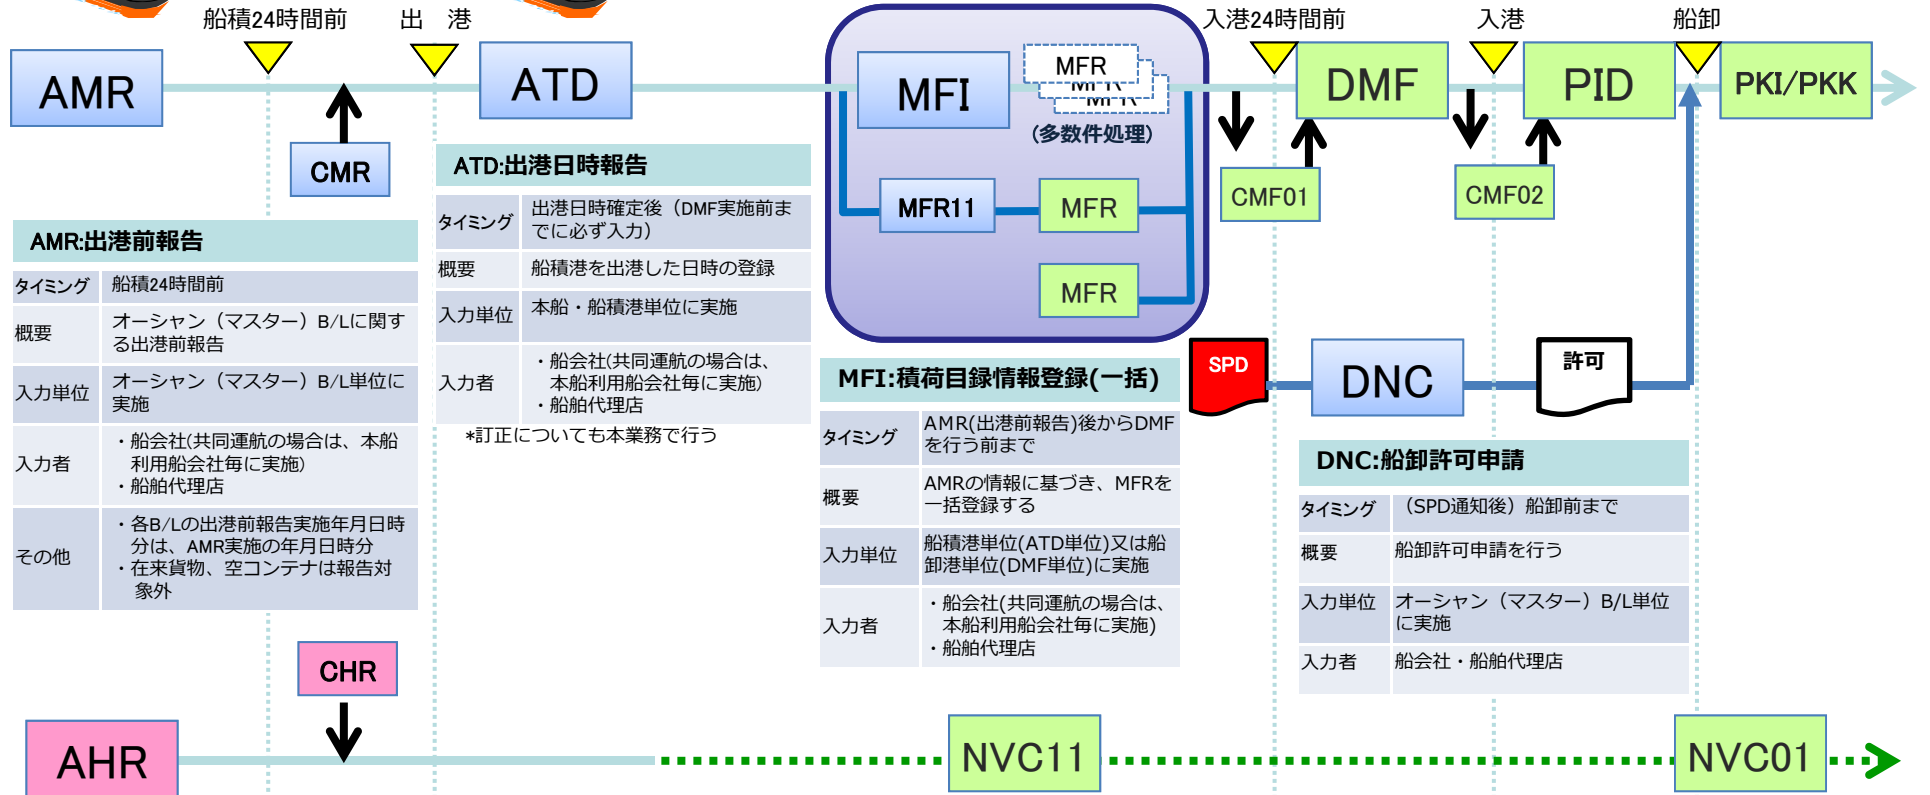 船積24時間前
出 港
入港24時間前
入港
船卸
AMR
ATD
MFI
MFR
MFR
MFR
(多数件処理)
DMF
PID
PKI/PKK
CMR
CMF01
CMF02
MFR11
MFR
MFR
AMR:出港前報告
タイミング 船積24時間前
概要 オーシャン（マスター）B/Lに関す
る出港前報告
入力単位 オーシャン（マスター）B/L単位に
実施
入力者 ・船会社(共同運航の場合は、本船
利用船会社毎に実施)
・船舶代理店
その他 ・各B/Lの出港前報告実施年月日時
分は、AMR実施の年月日時分
・在来貨物、空コンテナは報告対
象外
ATD:出港日時報告
タイミング 出港日時確定後（DMF実施前ま
でに必ず入力）
概要 船積港を出港した日時の登録
入力単位 本船・船積港単位に実施
入力者 ・船会社(共同運航の場合は、
本船利用船会社毎に実施)
・船舶代理店
*訂正についても本業務で行う
MFI:積荷目録情報登録(一括)
タイミング AMR(出港前報告)後からDMF
を行う前まで
概要 AMRの情報に基づき、MFRを
一括登録する
入力単位 船積港単位(ATD単位)又は船
卸港単位(DMF単位)に実施
入力者 ・船会社(共同運航の場合は、
本船利用船会社毎に実施)
・船舶代理店
SPD
DNC
許可
DNC:船卸許可申請
タイミング （SPD通知後）船卸前まで
概要 船卸許可申請を行う
入力単位 オーシャン（マスター）B/L単位
に実施
入力者 船会社・船舶代理店
CHR
AHR
NVC11
NVC01